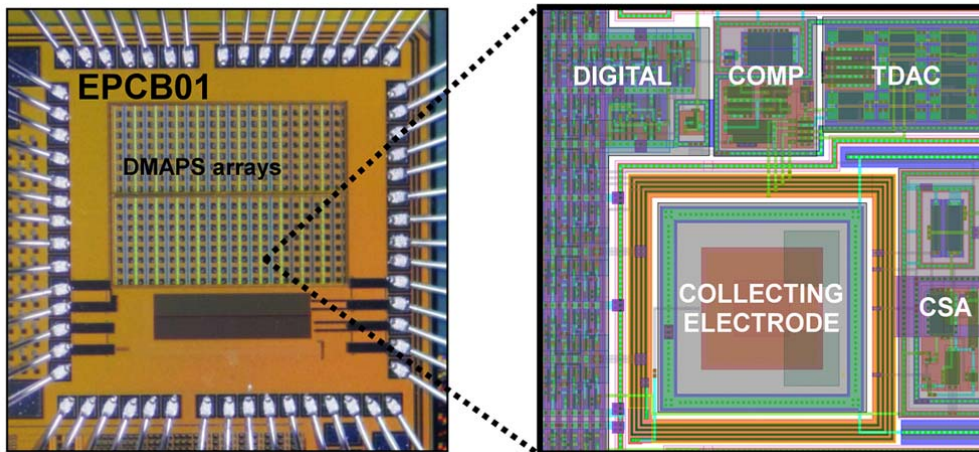 EPCB01
DMAPS arrays
DIGITAL
COMP
TDAC
COLLECTING
ELECTRODE
CSA